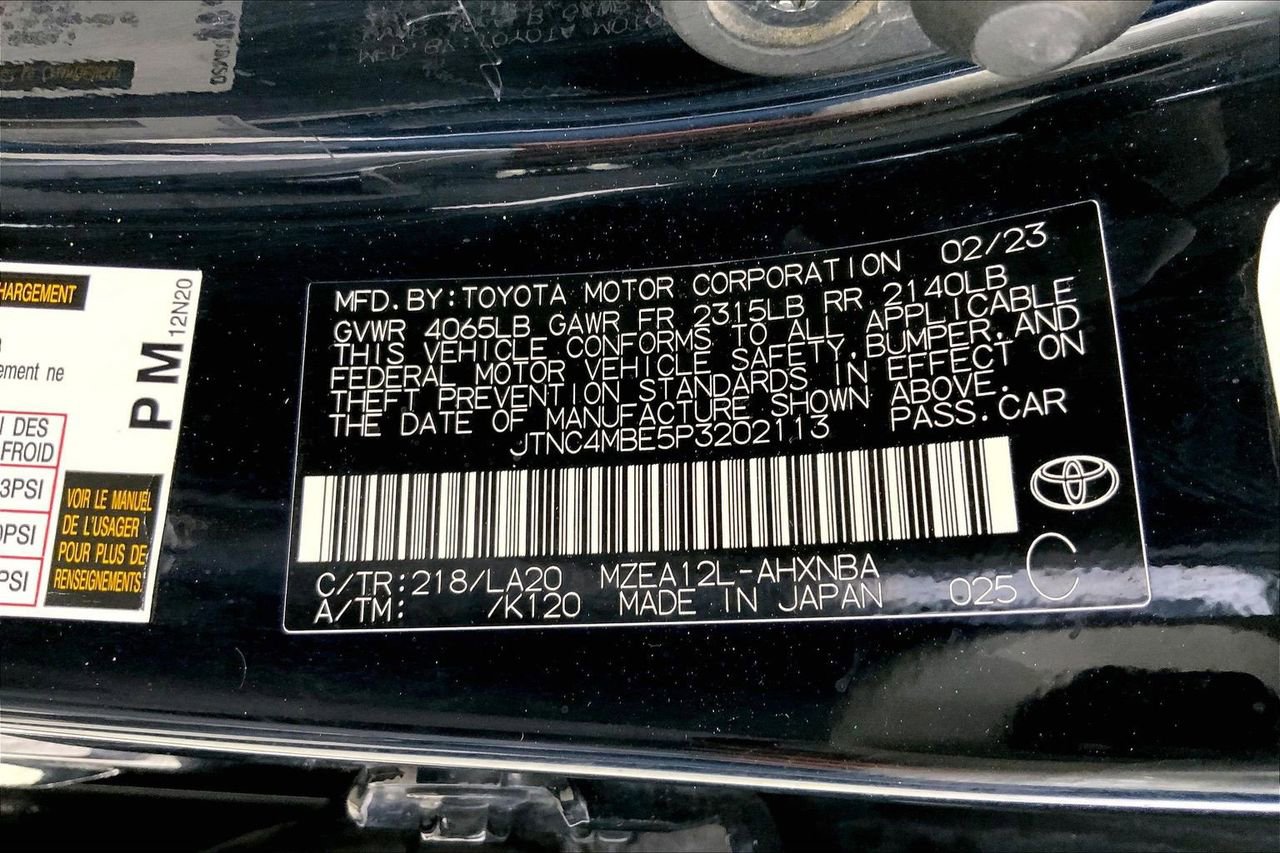 HARGEMENT
ement ne
PM
12N20
I DES
FROID
3PSI
0PSI
PSI
VOIR LE MANUEL
DE L'USAGER
POUR PLUS DE
RENSEIGNEMENTS.
MFD.BY:TOYOTA MOTOR CORPORATION 02/23
GVWR 4065LB GAWR FR 2315LB RR 2140LB
THIS VEHICLE CONFORMS TO ALL APPLICABLE
FEDERAL MOTOR VEHICLE SAFETY,BUMPER,AND
THEFT PREVENTION STANDARDS IN EFFECT ON
THE DATE OF MANUFACTURE SHOWN ABOVE.
JTNC4MBE5P3202113 PASS.CAR
C/TR:218/LA20 MZEA12L-AHXNBA
A/TM: /K120 MADE IN JAPAN 025 C